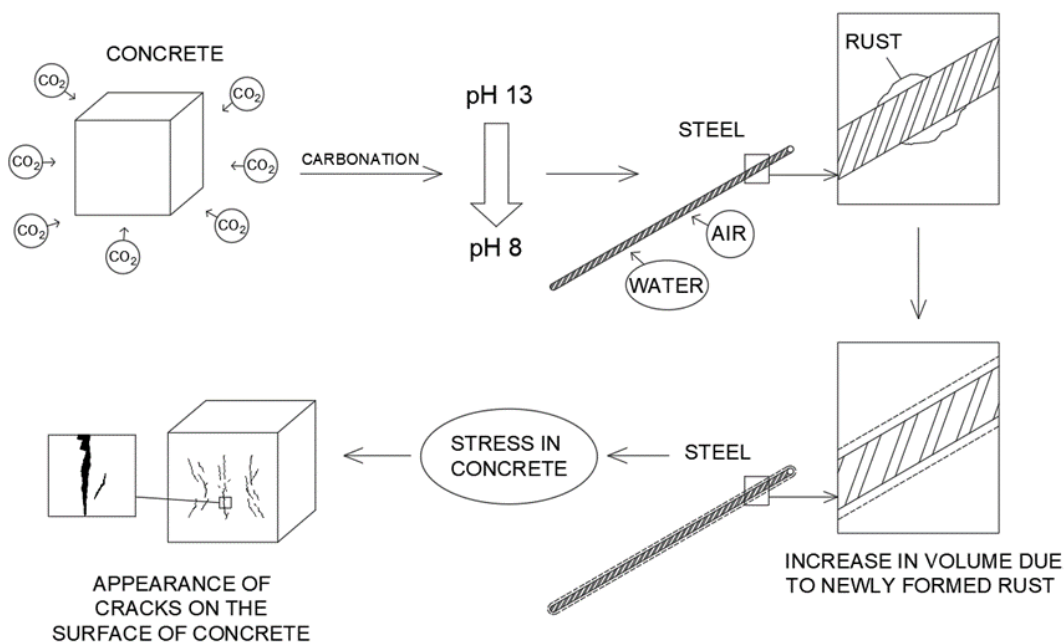 CONCRETE
CO2
CO2
CO2
CO2
CO2
CO2
CO2
CARBONATION
pH 13
pH 8
STEEL
AIR
WATER
RUST
INCREASE IN VOLUME DUE
TO NEWLY FORMED RUST
STEEL
STRESS IN
CONCRETE
APPEARANCE OF
CRACKS ON THE
SURFACE OF CONCRETE